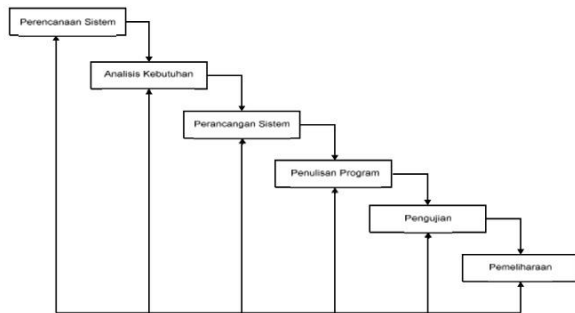 Perencanaan Sistem
Analisis Kebutuhan
Perancangan Sistem
Penulisan Program
Pengujian
Pemeliharaan